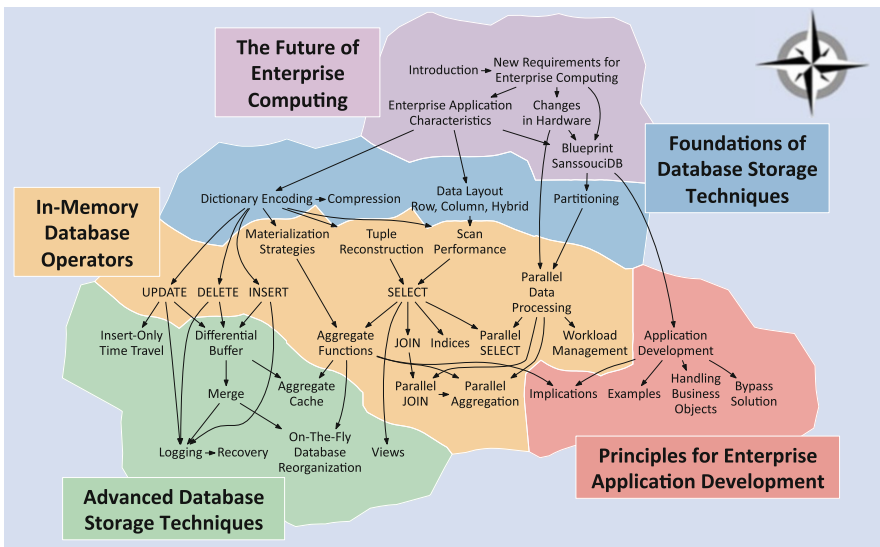 The Future of
Enterprise
Computing
Introduction
New Requirements for
Enterprise Computing
Enterprise Application
Characteristics
Changes
in Hardware
Blueprint
SanssouciDB
Foundations of
Database Storage
Techniques
In-Memory
Database
Operators
Dictionary Encoding
Compression
Data Layout
Row, Column, Hybrid
Partitioning
Materialization
Strategies
Tuple
Reconstruction
Scan
Performance
UPDATE
DELETE
INSERT
SELECT
Parallel
Data
Processing
Insert-Only
Time Travel
Differential
Buffer
Aggregate
Functions
JOIN
Indices
Parallel
SELECT
Workload
Management
Application
Development
Merge
Aggregate
Cache
Parallel
JOIN
Parallel
Aggregation
Implications
Examples
Handling
Business
Objects
Bypass
Solution
Logging
Recovery
On-The-Fly
Database
Reorganization
Views
Principles for Enterprise
Application Development
Advanced Database
Storage Techniques